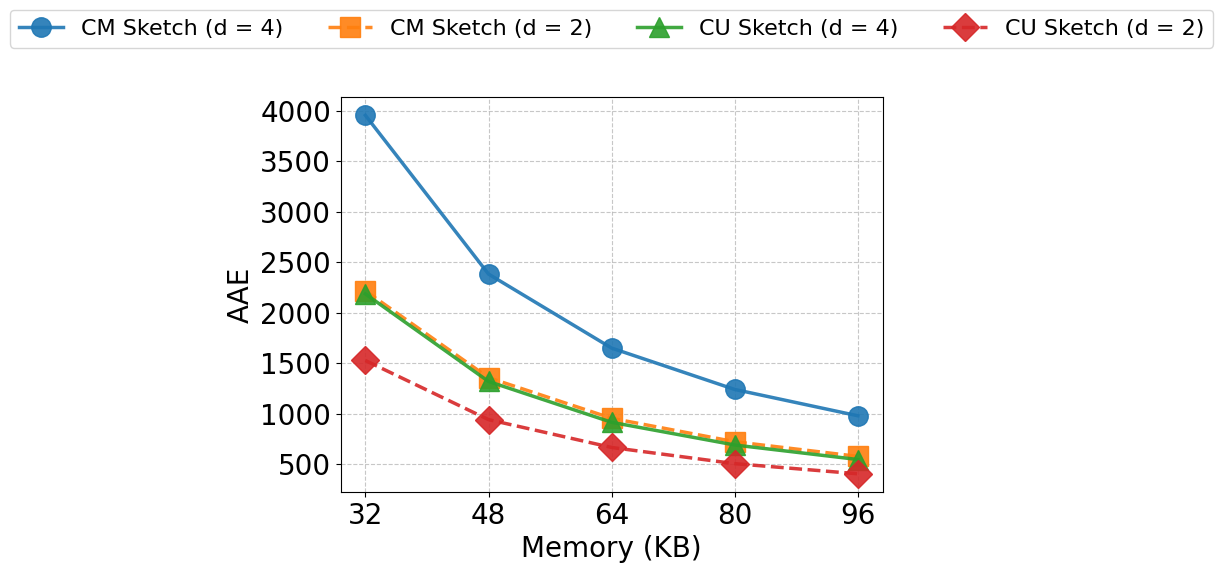 CM Sketch (d = 4) CM Sketch (d = 2) CU Sketch (d = 4) CU Sketch (d = 2)
4000
3500
3000
2500
2000
1500
1000
500
AAE
32 48 64 80 96
Memory (KB)